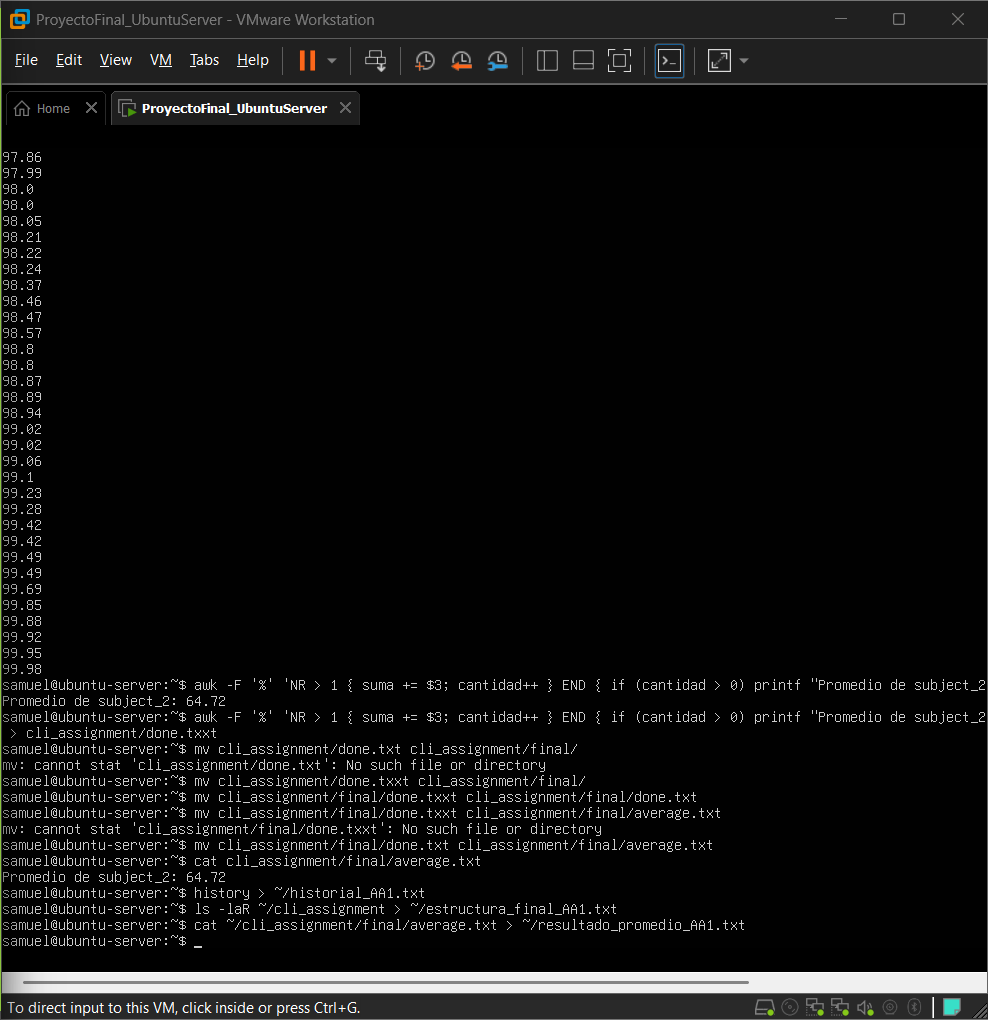 ProyectoFinal_UbuntuServer - VMware Workstation
File Edit View VM Tabs Help
Home ProyectoFinal_UbuntuServer
97.86
97.99
98.0
98.0
98.05
98.21
98.22
98.24
98.37
98.46
98.47
98.57
98.8
98.8
98.87
98.89
98.94
99.02
99.02
99.06
99.1
99.23
99.28
99.42
99.42
99.49
99.49
99.69
99.85
99.88
99.92
99.95
99.98
samuel@ubuntu-server:~$ awk -F '%' 'NR > 1 { suma += $3; cantidad++ } END { if (cantidad > 0) printf "Promedio de subject_2
Promedio de subject_2: 64.72
samuel@ubuntu-server:~$ awk -F '%' 'NR > 1 { suma += $3; cantidad++ } END { if (cantidad > 0) printf "Promedio de subject_2
> cli_assignment/done.txxt
samuel@ubuntu-server:~$ mv cli_assignment/done.txt cli_assignment/final/
mv: cannot stat 'cli_assignment/done.txt': No such file or directory
samuel@ubuntu-server:~$ mv cli_assignment/done.txxt cli_assignment/final/
samuel@ubuntu-server:~$ mv cli_assignment/final/done.txxt cli_assignment/final/done.txt
samuel@ubuntu-server:~$ mv cli_assignment/final/done.txxt cli_assignment/final/average.txt
mv: cannot stat 'cli_assignment/final/done.txxt': No such file or directory
samuel@ubuntu-server:~$ mv cli_assignment/final/done.txt cli_assignment/final/average.txt
samuel@ubuntu-server:~$ cat cli_assignment/final/average.txt
Promedio de subject_2: 64.72
samuel@ubuntu-server:~$ history > ~/historial_AA1.txt
samuel@ubuntu-server:~$ ls -laR ~/cli_assignment > ~/estructura_final_AA1.txt
samuel@ubuntu-server:~$ cat ~/cli_assignment/final/average.txt > ~/resultado_promedio_AA1.txt
samuel@ubuntu-server:~$ _
To direct input to this VM, click inside or press Ctrl+G.